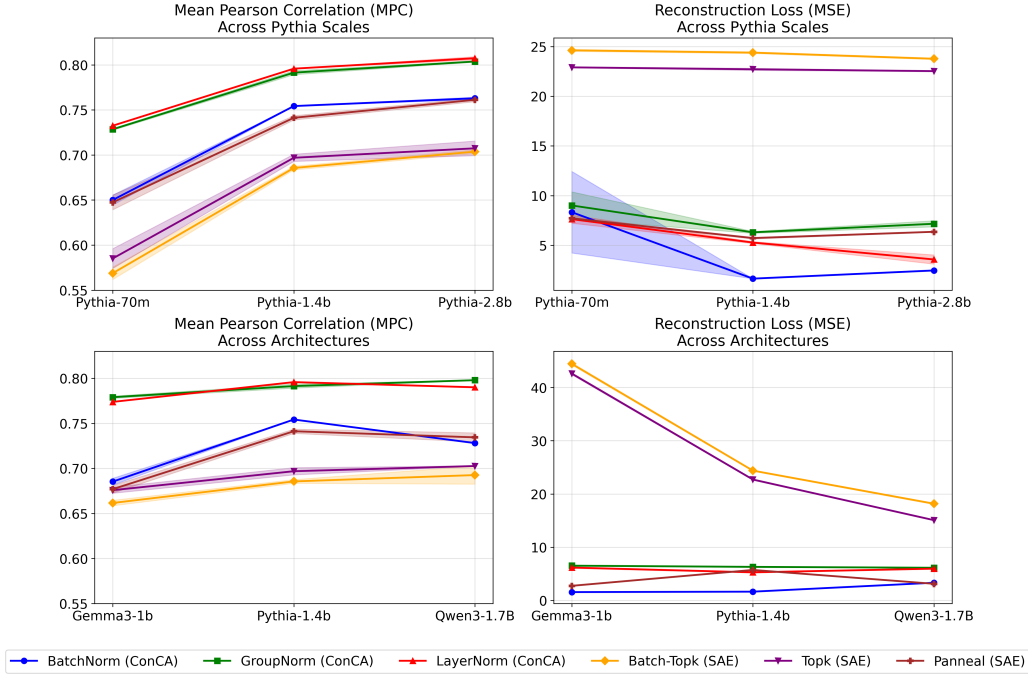 Mean Pearson Correlation (MPC)
Across Pythia Scales
0.80
0.75
0.70
0.65
0.60
0.55
Pythia-70m
Pythia-1.4b
Pythia-2.8b
Reconstruction Loss (MSE)
Across Pythia Scales
25
20
15
10
5
Pythia-70m
Pythia-1.4b
Pythia-2.8b
Mean Pearson Correlation (MPC)
Across Architectures
0.80
0.75
0.70
0.65
0.60
0.55
Gemma3-1b
Pythia-1.4b
Qwen3-1.7B
Reconstruction Loss (MSE)
Across Architectures
40
30
20
10
0
Gemma3-1b
Pythia-1.4b
Qwen3-1.7B
BatchNorm (ConCA)
GroupNorm (ConCA)
LayerNorm (ConCA)
Batch-Topk (SAE)
Topk (SAE)
Panneal (SAE)